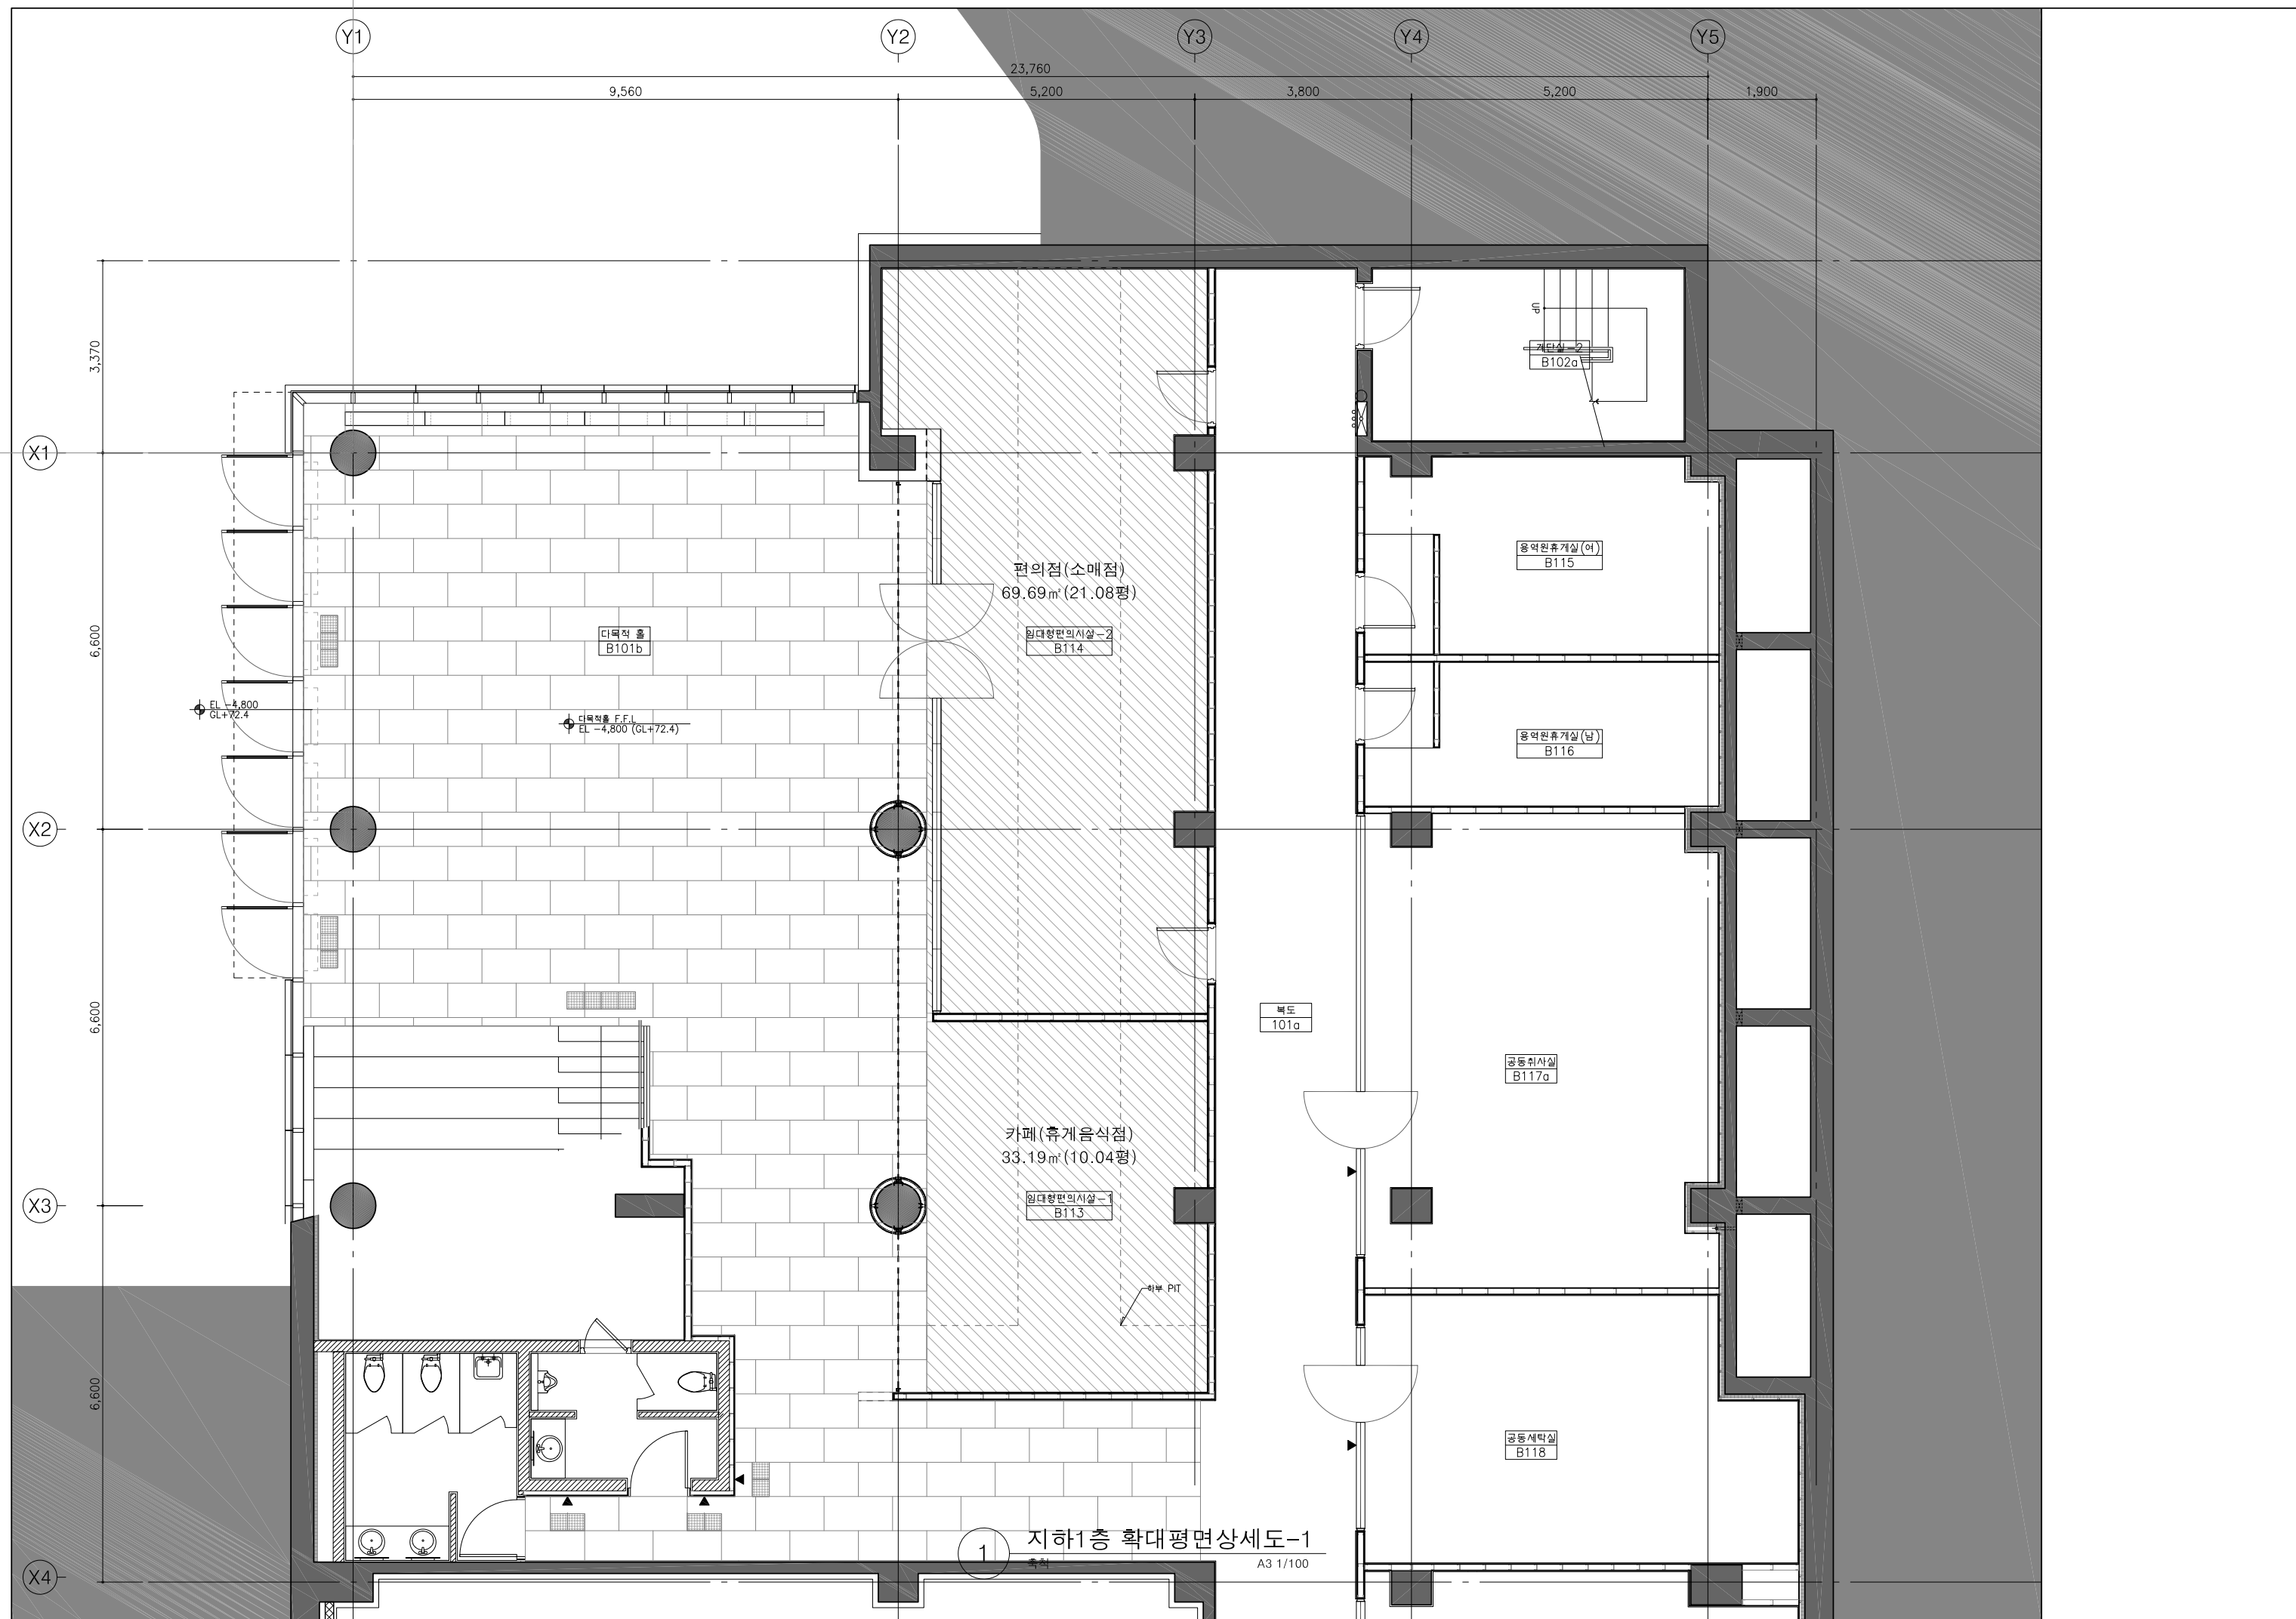 Y1
Y2
Y3
Y4
Y5
23,760
9,560
5,200
3,800
5,200
1,900
3,370
UP
계단실-2
B102a
X1
용역원휴게실(여)
B115
편의점(소매점)
69.69㎡(21.08평)
다목적 홀
B101b
임대형편의시설-2
B114
6,600
EL -4,800
GL+72.4
다목적홀 F.F.L
EL -4,800 (GL+72.4)
용역원휴게실(남)
B116
X2
6,600
복도
101a
공동취사실
B117a
카페(휴게음식점)
33.19㎡(10.04평)
X3
임대형편의시설-1
B113
하부 PIT
6,600
공동세탁실
B118
1
지하1층 확대평면상세도-1
축척
A3 1/100
X4